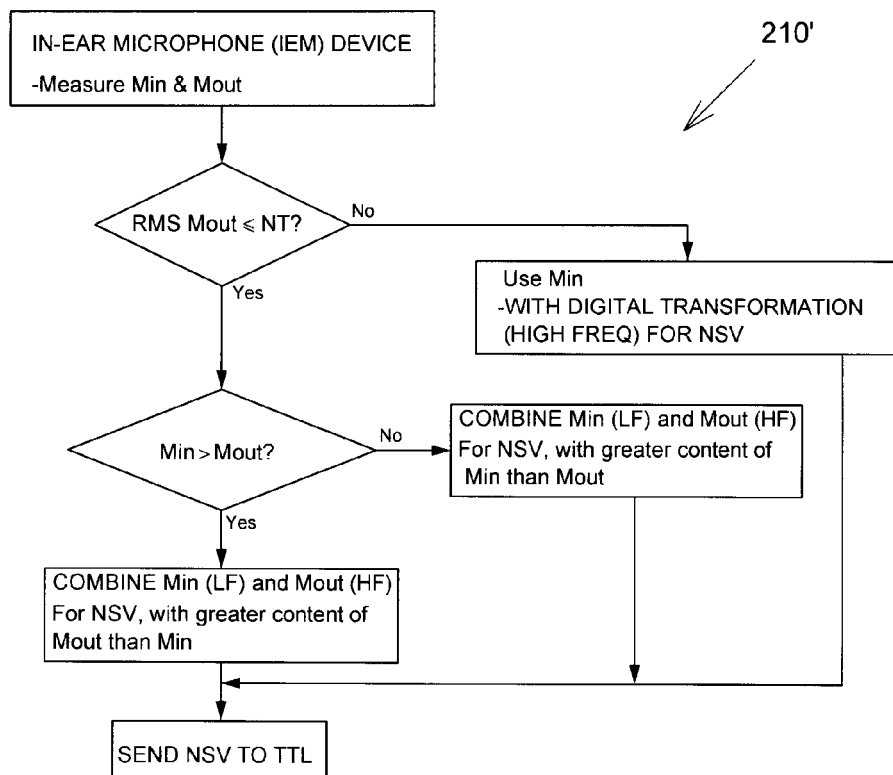 210'
IN-EAR MICROPHONE (IEM) DEVICE
-Measure Min & Mout
RMS Mout ⩽ NT?
No
Yes
Use Min
-WITH DIGITAL TRANSFORMATION
(HIGH FREQ) FOR NSV
Min > Mout?
No
Yes
COMBINE Min (LF) and Mout (HF)
For NSV, with greater content of
Min than Mout
COMBINE Min (LF) and Mout (HF)
For NSV, with greater content of
Mout than Min
SEND NSV TO TTL